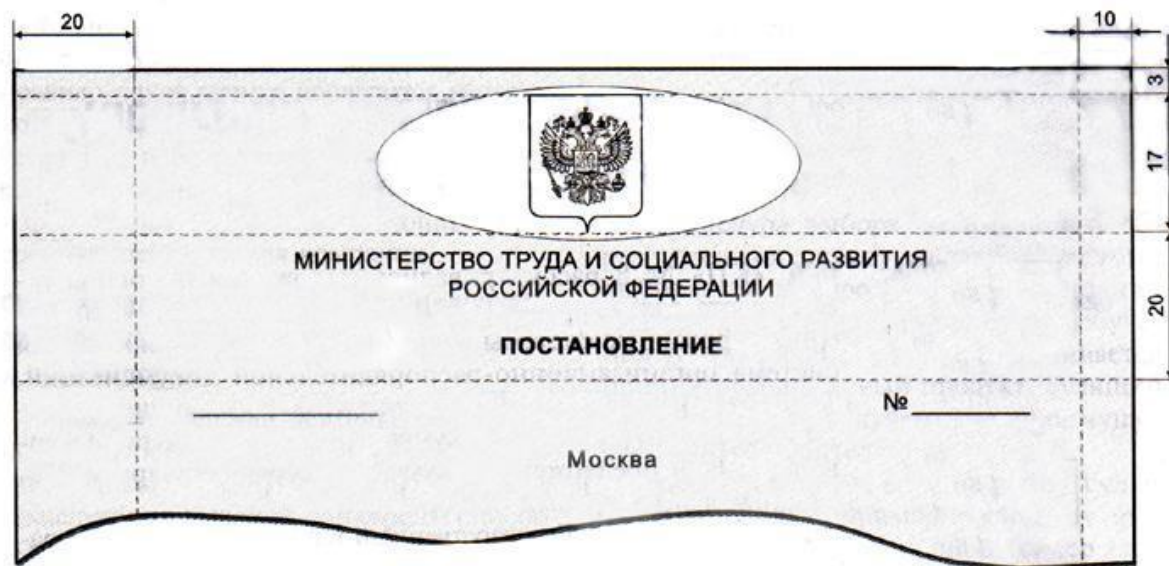 20
10
3
17
МИНИСТЕРСТВО ТРУДА И СОЦИАЛЬНОГО РАЗВИТИЯ
РОССИЙСКОЙ ФЕДЕРАЦИИ
20
ПОСТАНОВЛЕНИЕ
№
Москва